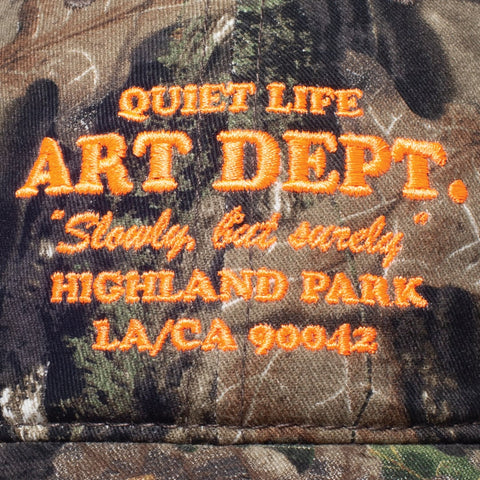 QUIET LIFE
ART DEPT.
"Slowly, but surely"
HIGHLAND PARK
LA/CA 90042